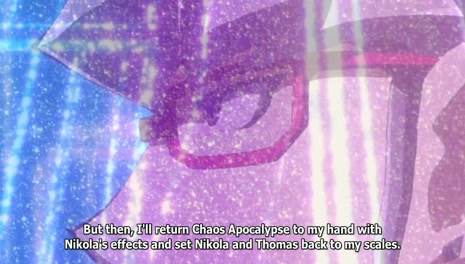 But then, I'll return Chaos Apocalypse to my hand with
Nikola's effects and set Nikola and Thomas back to my scales.